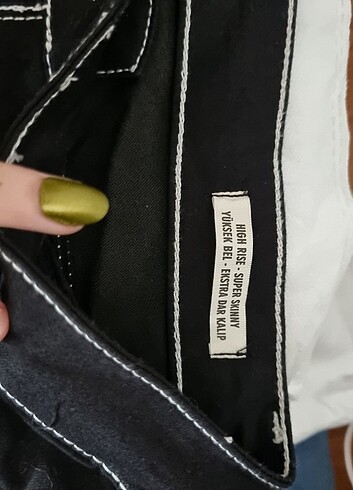 HIGH RISE - SUPER SKINNY
YÜKSEK BEL - EKSTRA DAR KALIP